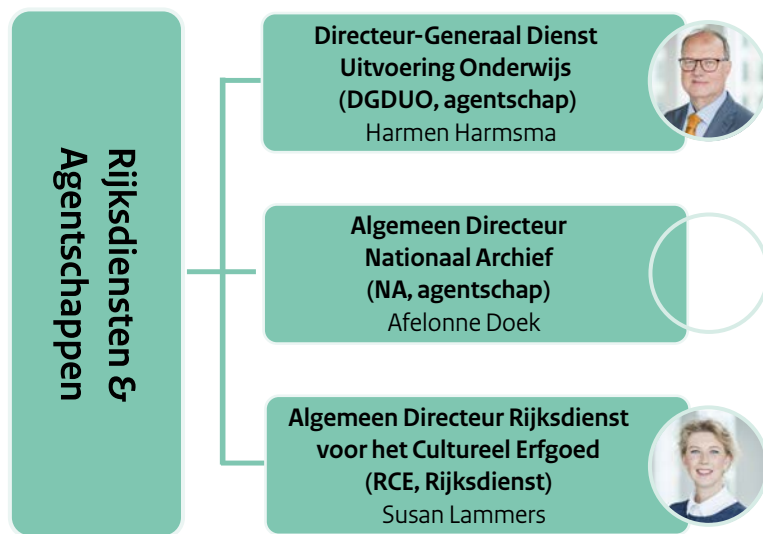 Rijksdiensten &
Agentschappen
Directeur-Generaal Dienst
Uitvoering Onderwijs
(DGDUO, agentschap)
Harmen Harmsma
Algemeen Directeur
Nationaal Archief
(NA, agentschap)
Afelonne Doek
Algemeen Directeur Rijksdienst
voor het Cultureel Erfgoed
(RCE, Rijksdienst)
Susan Lammers